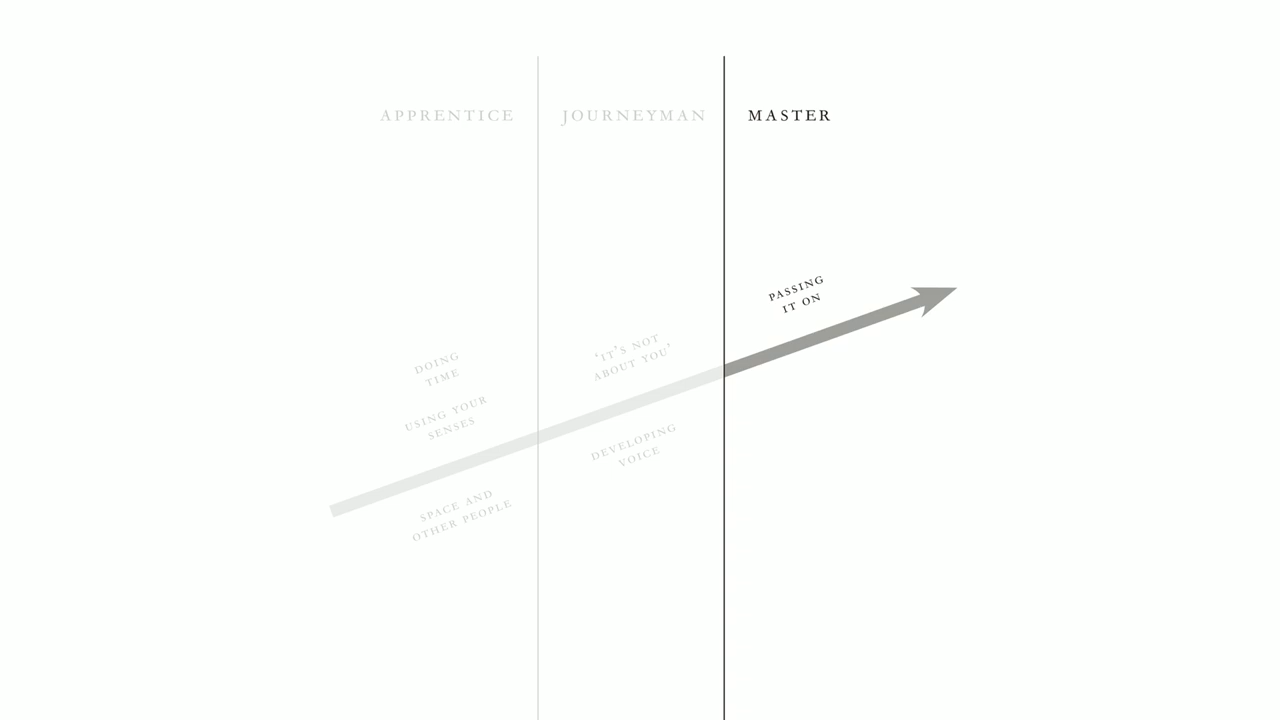 APPRENTICE
JOURNEYMAN
MASTER
DOING
TIME
USING YOUR
SENSES
SPACE AND
OTHER PEOPLE
'IT'S NOT
ABOUT YOU'
DEVELOPING
VOICE
PASSING
IT ON